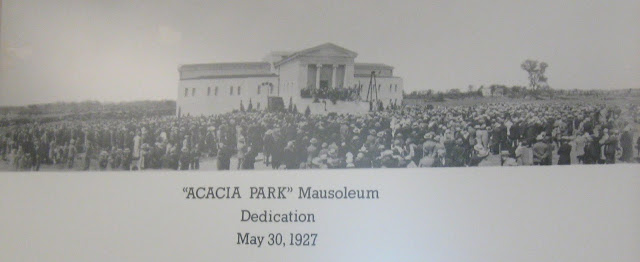 "ACACIA PARK" Mausoleum
Dedication
May 30, 1927